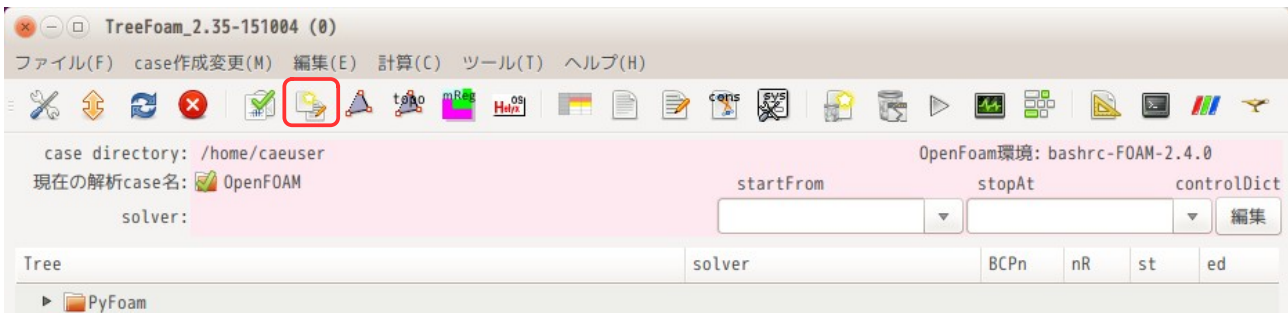 TreeFoam_2.35-151004 (0)
ファイル(F) case作成変更(M) 編集(E) 計算(C) ツール(T) ヘルプ(H)
topo mReg Helyx OS cons sys
case directory: /home/caeuser OpenFoam環境: bashrc-FOAM-2.4.0
現在の解析case名: OpenFOAM startFrom stopAt controlDict
solver: 編集
Tree solver BCPn nR st ed
PyFoam